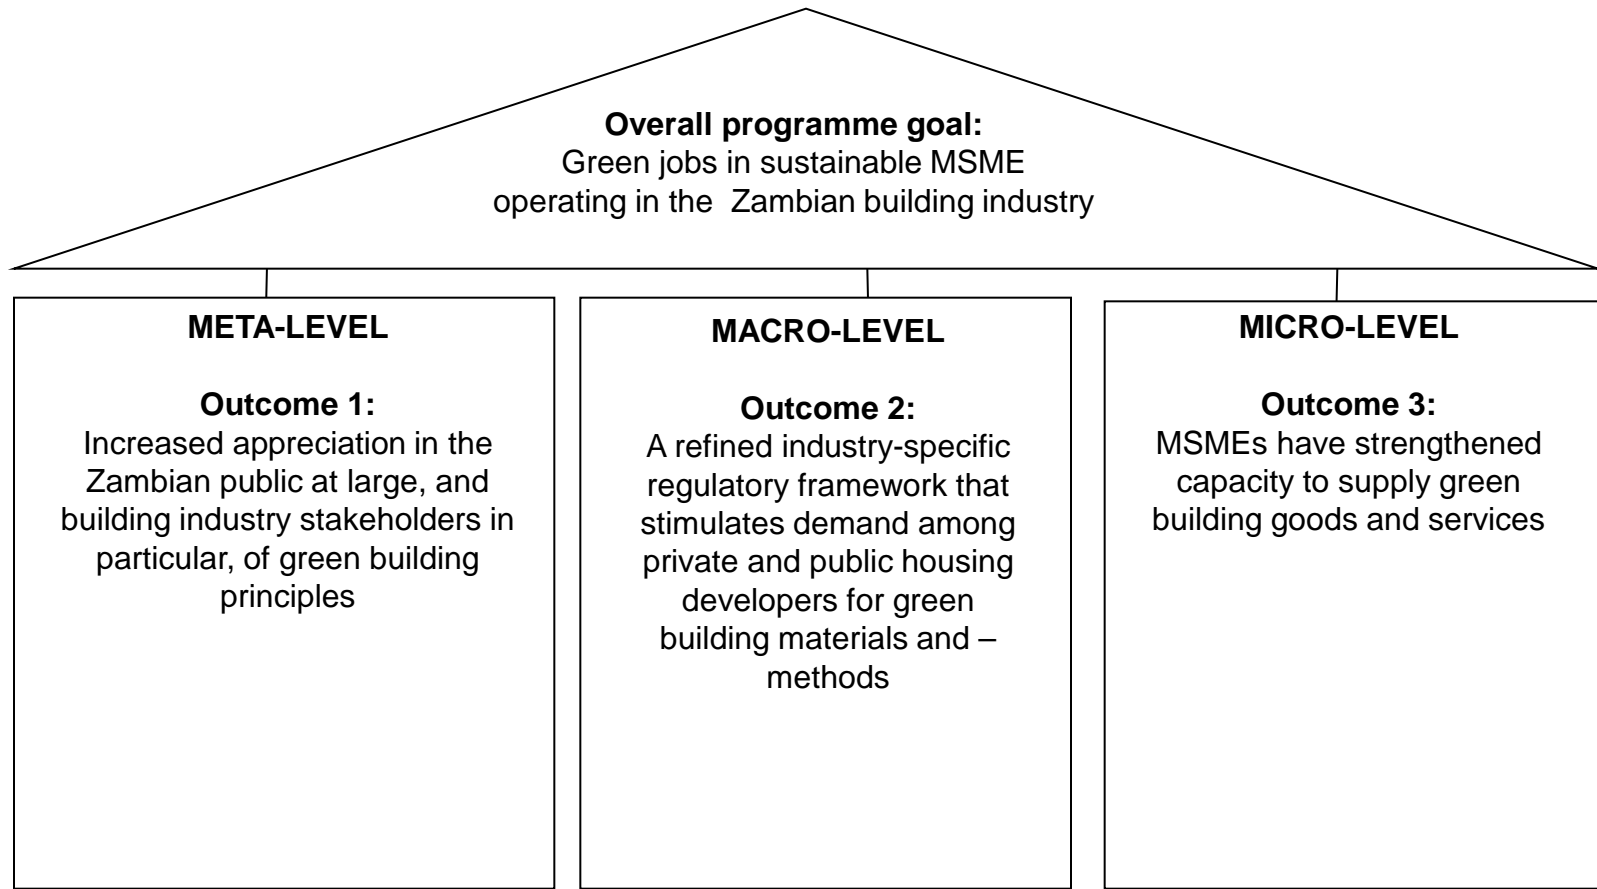 Overall programme goal:
Green jobs in sustainable MSME
operating in the Zambian building industry
META-LEVEL
Outcome 1:
Increased appreciation in the
Zambian public at large, and
building industry stakeholders in
particular, of green building
principles
MACRO-LEVEL
Outcome 2:
A refined industry-specific
regulatory framework that
stimulates demand among
private and public housing
developers for green
building materials and –
methods
MICRO-LEVEL
Outcome 3:
MSMEs have strengthened
capacity to supply green
building goods and services